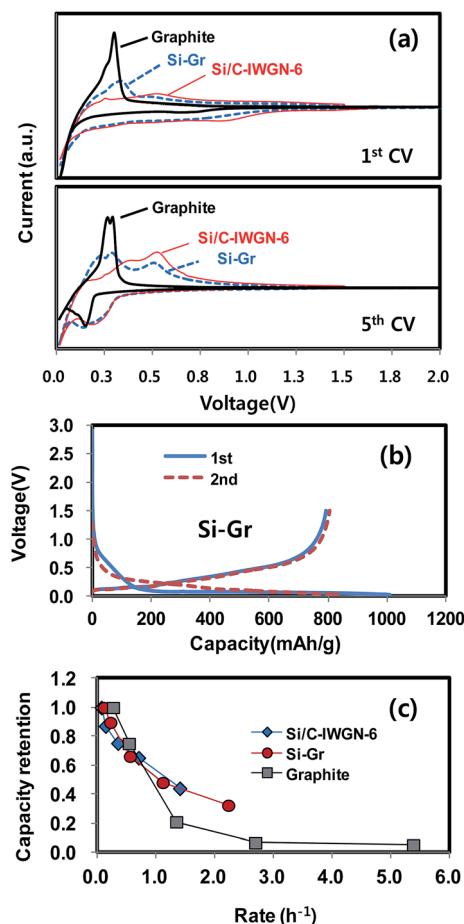 (a)
Graphite
Si-Gr
Si/C-IWGN-6
1st CV
Current (a.u.)
Graphite
Si/C-IWGN-6
Si-Gr
5th CV
0.0 0.3 0.5 0.8 1.0 1.3 1.5 1.8 2.0
Voltage(V)
(b)
3.0
2.5
2.0
1.5
1.0
0.5
0.0
Voltage(V)
1st
2nd
Si-Gr
0 200 400 600 800 1000 1200
Capacity(mAh/g)
(c)
1.2
1.0
0.8
0.6
0.4
0.2
0.0
Capacity retention
Si/C-IWGN-6
Si-Gr
Graphite
0.0 1.0 2.0 3.0 4.0 5.0 6.0
Rate (h-1)